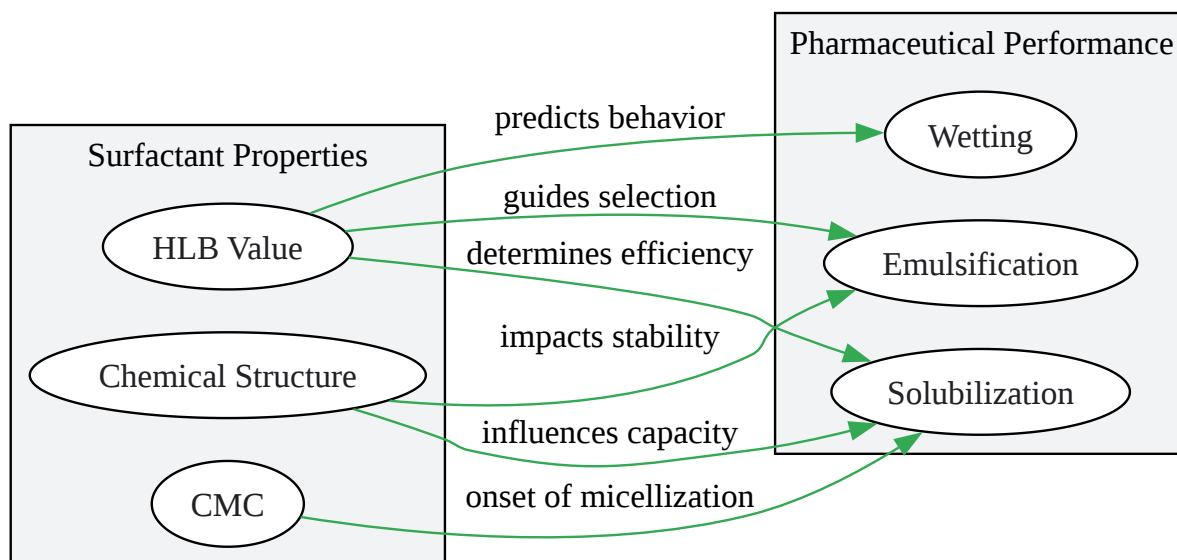 Pharmaceutical Performance
predicts behavior
Wetting
Surfactant Properties
guides selection
HLB Value
determines efficiency
Emulsification
impacts stability
Chemical Structure
Solubilization
influences capacity
CMC
onset of micellization